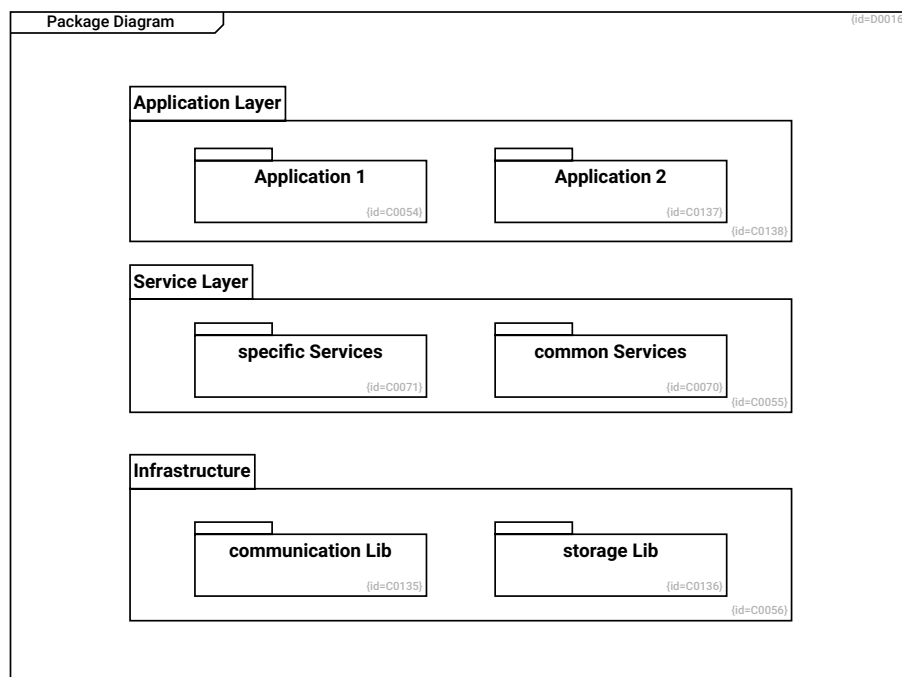 Package Diagram
{id=D0016
Application Layer
Application 1
Application 2
{id=C0054}
{id=C0137}
{id=C0138}
Service Layer
specific Services
common Services
{id=C0071}
{id=C0070}
{id=C0055}
Infrastructure
communication Lib
storage Lib
{id=C0135}
{id=C0136}
{id=C0056}